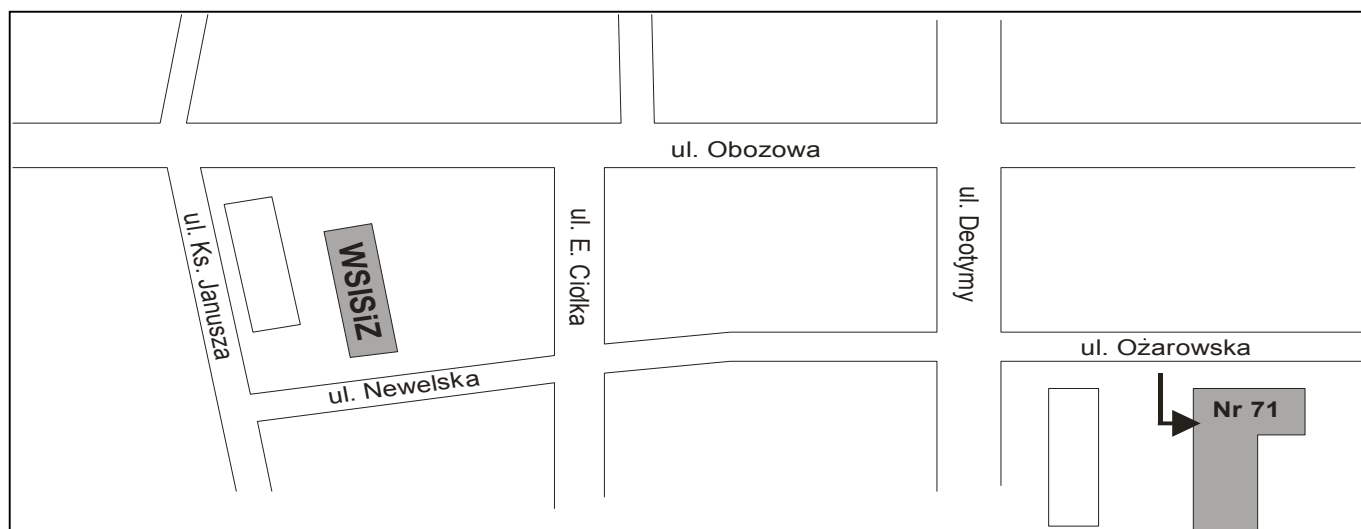 ul. Obozowa
ul. Ks. Janusza
WSISiZ
ul. E. Ciołka
ul. Deotymy
ul. Newelska
ul. Ożarowska
Nr 71